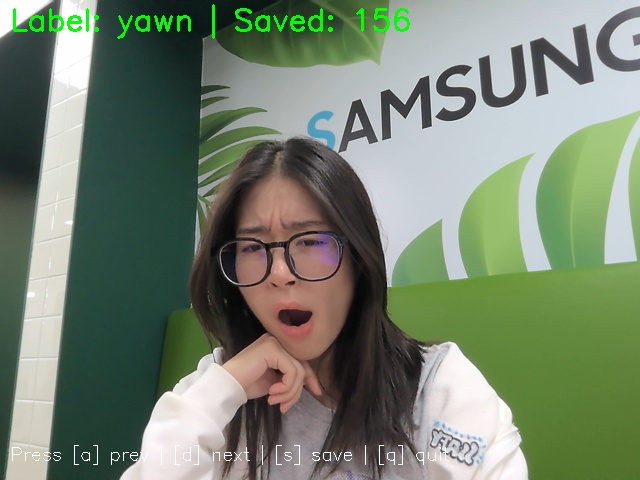 Label: yawn | Saved: 156
SAMSUNG
Press [a] prev | [d] next | [s] save | [q] quit